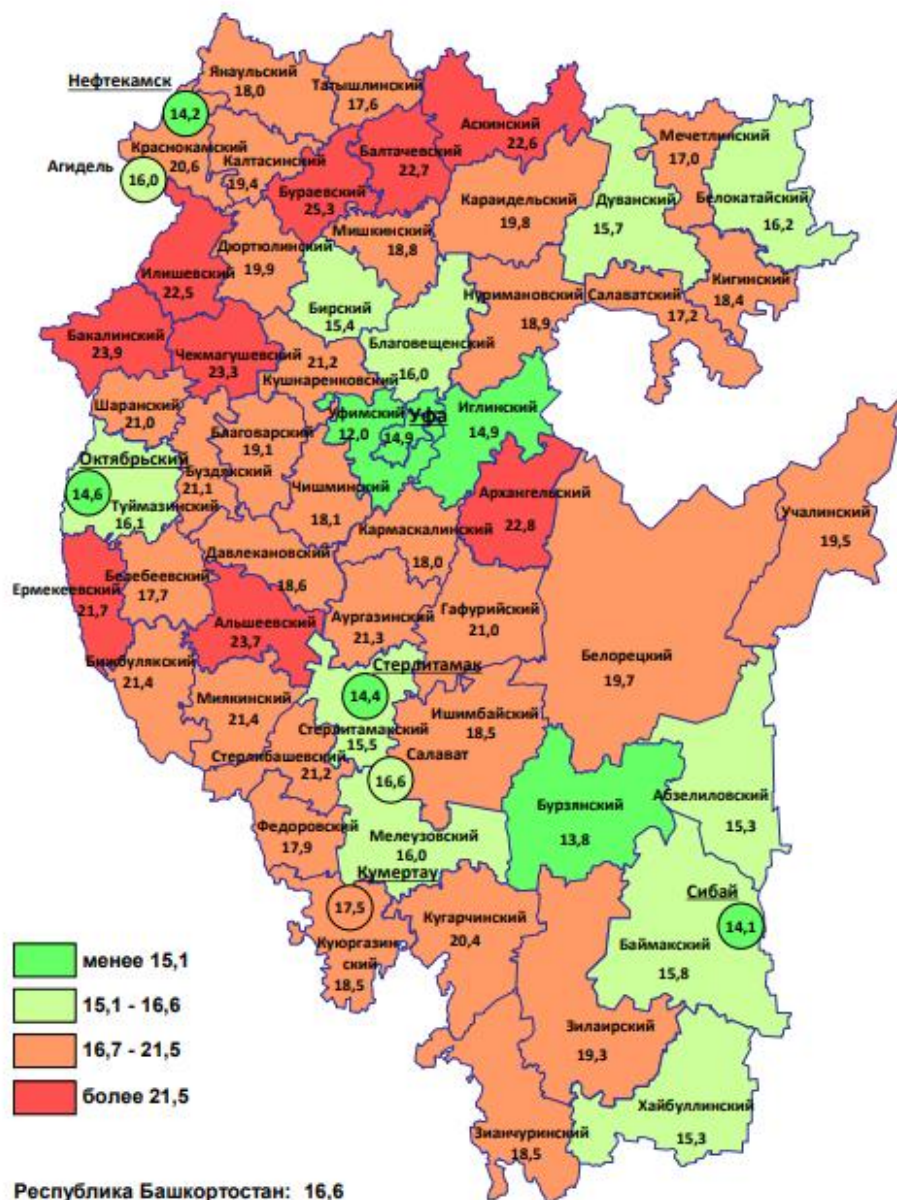 Нефтекамск
14,2
Янаульский
18,0
Татышлинский
17,6
Аскинский
22,6
Мечетлинский
17,0
Краснокамский
20,6
Калтасинский
19,4
Балтачевский
22,7
Агидель
16,0
Бураевский
25,3
Караидельский
19,8
Дуванский
15,7
Белокатайский
16,2
Мишкинский
18,8
Дюртюлинский
19,9
Илишевский
22,5
Кигинский
18,4
Салаватский
17,2
Нуримановский
18,9
Бирский
15,4
Благовещенский
16,0
Бакалинский
23,9
Чекмагушевский
23,3
21,2
Кушнаренковский
Шаранский
21,0
Уфимский
12,0
Уфа
14,9
Иглинский
14,9
Благоварский
19,1
Октябрьский
14,6
Буздякский
21,1
Туймазинский
16,1
Чишминский
18,1
Архангельский
22,8
Кармаскалинский
18,0
Учалинский
19,5
Давлекановский
18,6
Белебеевский
17,7
Ермекеевский
21,7
Альшеевский
23,7
Аургазинский
21,3
Гафурийский
21,0
Белорецкий
19,7
Бижбулякский
21,4
Стерлитамак
14,4
Миякинский
21,4
Ишимбайский
18,5
Стерлитамакский
15,5
Стерлибашевский
21,2
Салават
16,6
Бурзянский
13,8
Абзелиловский
15,3
Федоровский
17,9
Мелеузовский
16,0
Кумертау
17,5
Сибай
14,1
Кугарчинский
20,4
Куюргазин
ский
18,5
Баймакский
15,8
Зилаирский
19,3
Хайбуллинский
15,3
Зианчуринский
18,5
менее 15,1
15,1 - 16,6
16,7 - 21,5
более 21,5
Республика Башкортостан: 16,6